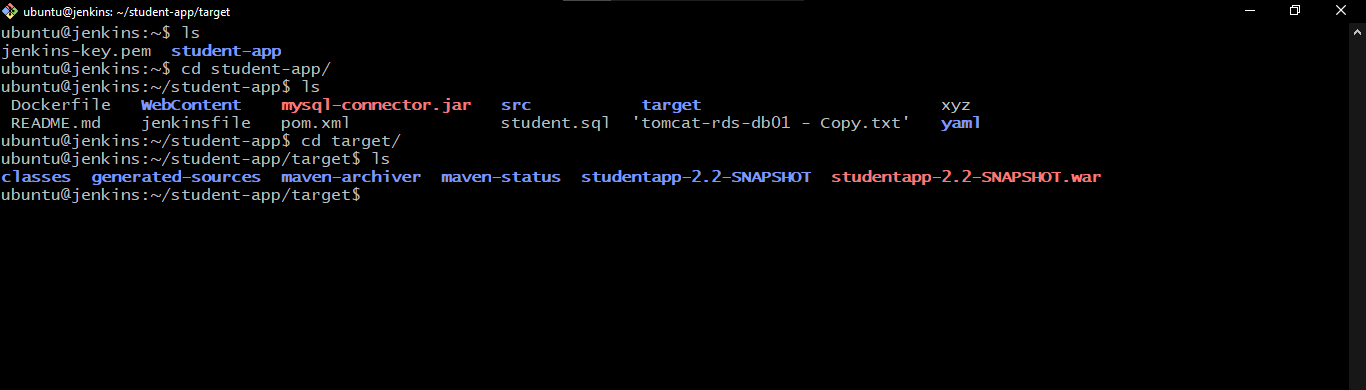 ubuntu@jenkins: ~/student-app/target
ubuntu@jenkins:~$ ls
jenkins-key.pem  student-app
ubuntu@jenkins:~$ cd student-app/
ubuntu@jenkins:~/student-app$ ls
 Dockerfile   WebContent    mysql-connector.jar   src           target                        xyz
 README.md    jenkinsfile   pom.xml               student.sql  'tomcat-rds-db01 - Copy.txt'   yaml
ubuntu@jenkins:~/student-app$ cd target/
ubuntu@jenkins:~/student-app/target$ ls
classes  generated-sources  maven-archiver  maven-status  studentapp-2.2-SNAPSHOT  studentapp-2.2-SNAPSHOT.war
ubuntu@jenkins:~/student-app/target$